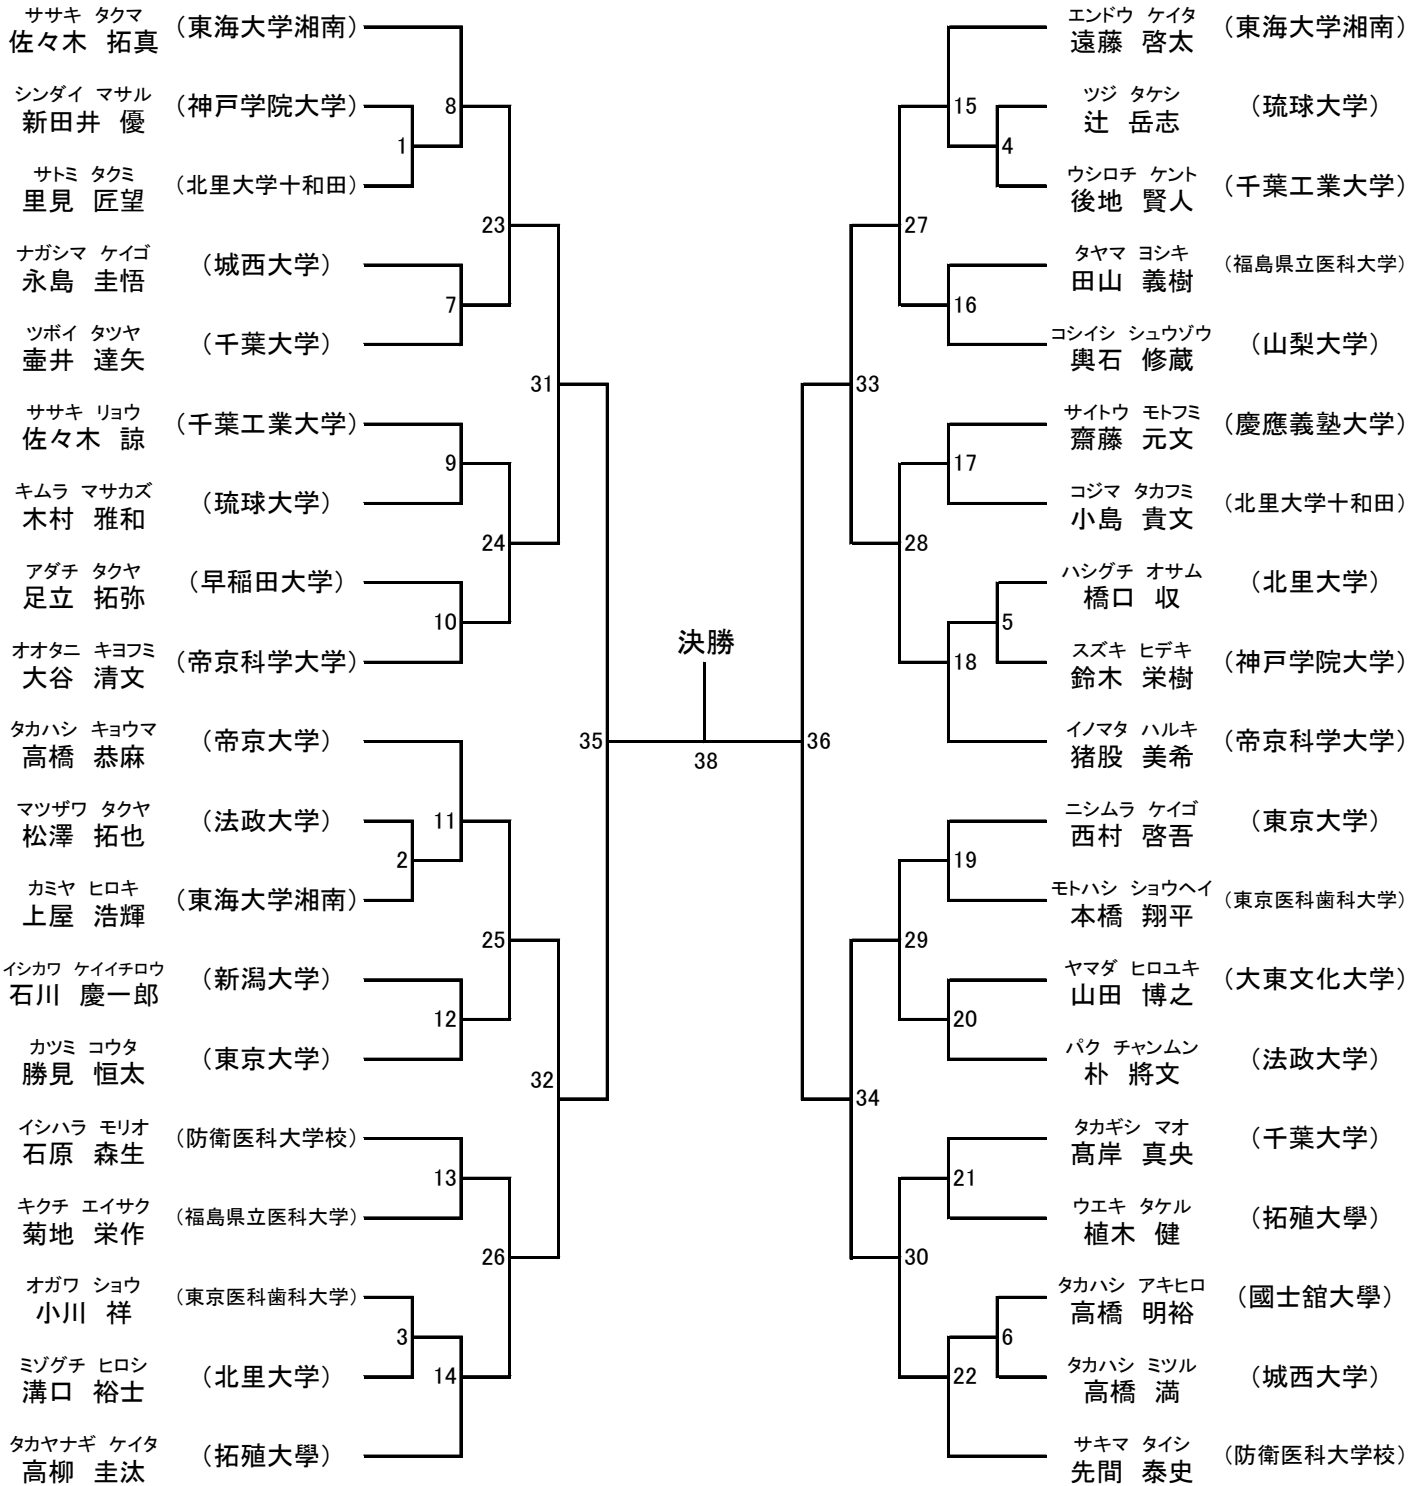 ササキ タクマ
佐々木 拓真 (東海大学湘南)
シンダイ マサル
新田井 優 (神戸学院大学)
8
1
サトミ タクミ
里見 匠望 (北里大学十和田)
23
ナガシマ ケイゴ
永島 圭悟 (城西大学)
7
ツボイ タツヤ
壷井 達矢 (千葉大学)
31
ササキ リョウ
佐々木 諒 (千葉工業大学)
9
キムラ マサカズ
木村 雅和 (琉球大学)
24
アダチ タクヤ
足立 拓弥 (早稲田大学)
10
オオタニ キヨフミ
大谷 清文 (帝京科学大学)
タカハシ キョウマ
高橋 恭麻 (帝京大学)
35
マツザワ タクヤ
松澤 拓也 (法政大学)
11
2
カミヤ ヒロキ
上屋 浩輝 (東海大学湘南)
25
イシカワ ケイイチロウ
石川 慶一郎 (新潟大学)
12
カツミ コウタ
勝見 恒太 (東京大学)
32
イシハラ モリオ
石原 森生 (防衛医科大学校)
13
キクチ エイサク
菊地 栄作 (福島県立医科大学)
26
オガワ ショウ
小川 祥 (東京医科歯科大学)
3
ミゾグチ ヒロシ
溝口 裕士 (北里大学)
14
タカヤナギ ケイタ
高柳 圭汰 (拓殖大學)
決勝
38
エンドウ ケイタ
遠藤 啓太 (東海大学湘南)
15
ツジ タケシ
辻 岳志 (琉球大学)
4
ウシロチ ケント
後地 賢人 (千葉工業大学)
27
タヤマ ヨシキ
田山 義樹 (福島県立医科大学)
16
コシイシ シュウゾウ
輿石 修蔵 (山梨大学)
33
サイトウ モトフミ
齋藤 元文 (慶應義塾大学)
17
コジマ タカフミ
小島 貴文 (北里大学十和田)
28
ハシグチ オサム
橋口 収 (北里大学)
5
スズキ ヒデキ
鈴木 栄樹 (神戸学院大学)
18
イノマタ ハルキ
猪股 美希 (帝京科学大学)
36
ニシムラ ケイゴ
西村 啓吾 (東京大学)
19
モトハシ ショウヘイ
本橋 翔平 (東京医科歯科大学)
29
ヤマダ ヒロユキ
山田 博之 (大東文化大学)
20
パク チャンムン
朴 將文 (法政大学)
34
タカギシ マオ
髙岸 真央 (千葉大学)
21
ウエキ タケル
植木 健 (拓殖大學)
30
タカハシ アキヒロ
高橋 明裕 (國士舘大學)
6
タカハシ ミツル
高橋 満 (城西大学)
22
サキマ タイシ
先間 泰史 (防衛医科大学校)